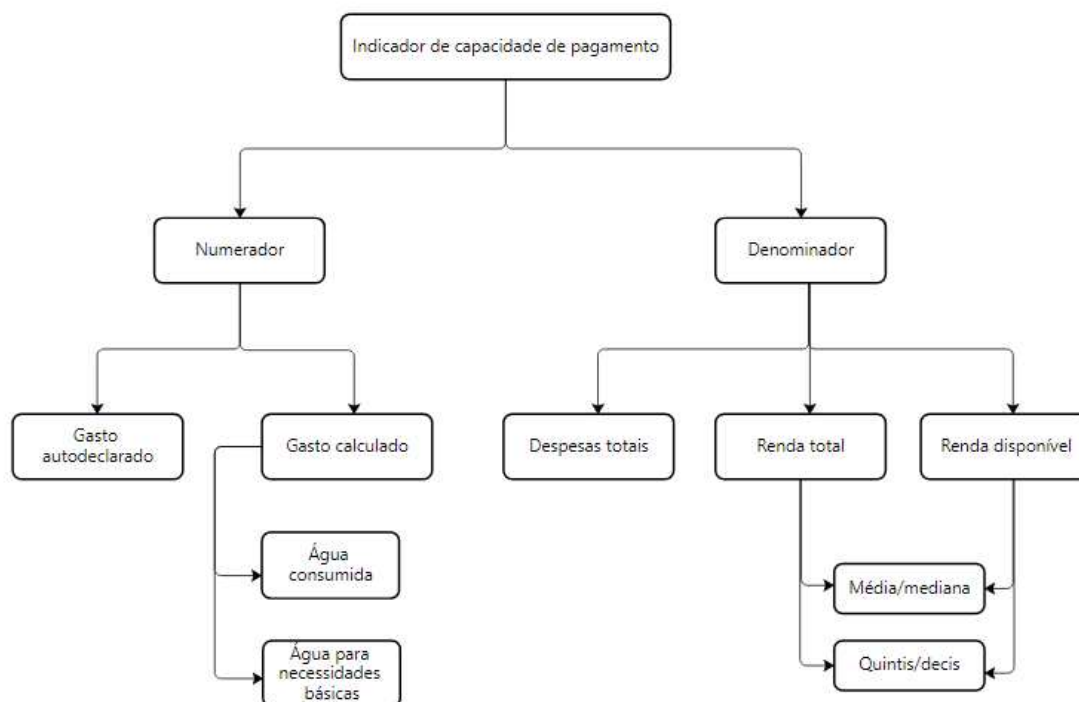 Indicador de capacidade de pagamento
Numerador
Denominador
Gasto
autodeclarado
Gasto calculado
Despesas totais
Renda total
Renda disponível
Água
consumida
Média/mediana
Água para
necessidades
básicas
Quintis/decis